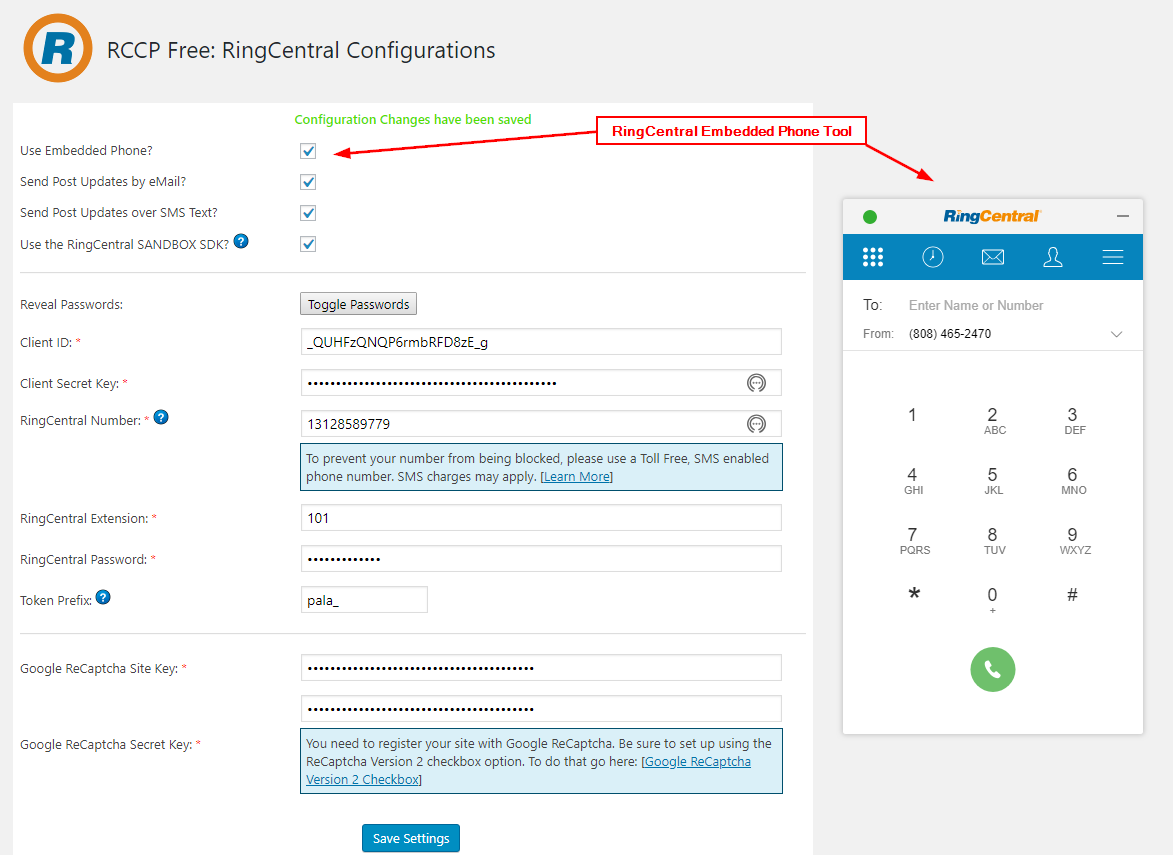 R
RCCP Free: RingCentral Configurations
Configuration Changes have been saved
RingCentral Embedded Phone Tool
Use Embedded Phone?
Send Post Updates by eMail?
Send Post Updates over SMS Text?
Use the RingCentral SANDBOX SDK? ?
Reveal Passwords: Toggle Passwords
Client ID: * _QUHFzQNQP6rmbRFD8zE_g
Client Secret Key: *
RingCentral Number: * ? 13128589779
To prevent your number from being blocked, please use a Toll Free, SMS enabled
phone number. SMS charges may apply. [Learn More]
RingCentral Extension: * 101
RingCentral Password: *
Token Prefix: ? pala_
Google ReCaptcha Site Key: *
Google ReCaptcha Secret Key: *
You need to register your site with Google ReCaptcha. Be sure to set up using the
ReCaptcha Version 2 checkbox option. To do that go here: [Google ReCaptcha
Version 2 Checkbox]
Save Settings
RingCentral
To: Enter Name or Number
From: (808) 465-2470
1 2 3
ABC DEF
4 5 6
GHI JKL MNO
7 8 9
PQRS TUV WXYZ
* 0 #
+